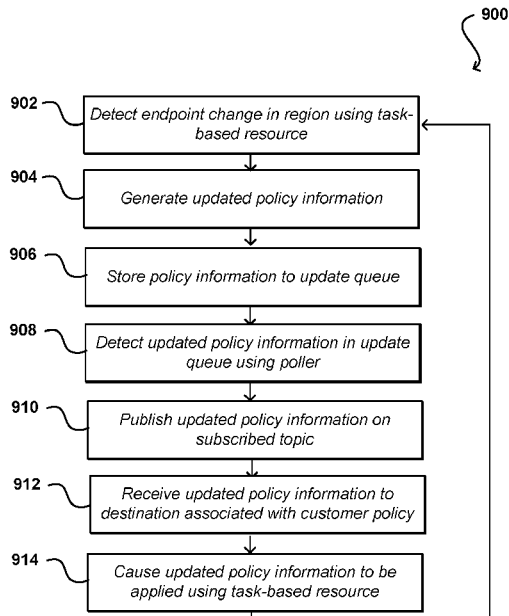 900
902
Detect endpoint change in region using task-
based resource
904
Generate updated policy information
906
Store policy information to update queue
908
Detect updated policy information in update
queue using poller
910
Publish updated policy information on
subscribed topic
912
Receive updated policy information to
destination associated with customer policy
914
Cause updated policy information to be
applied using task-based resource